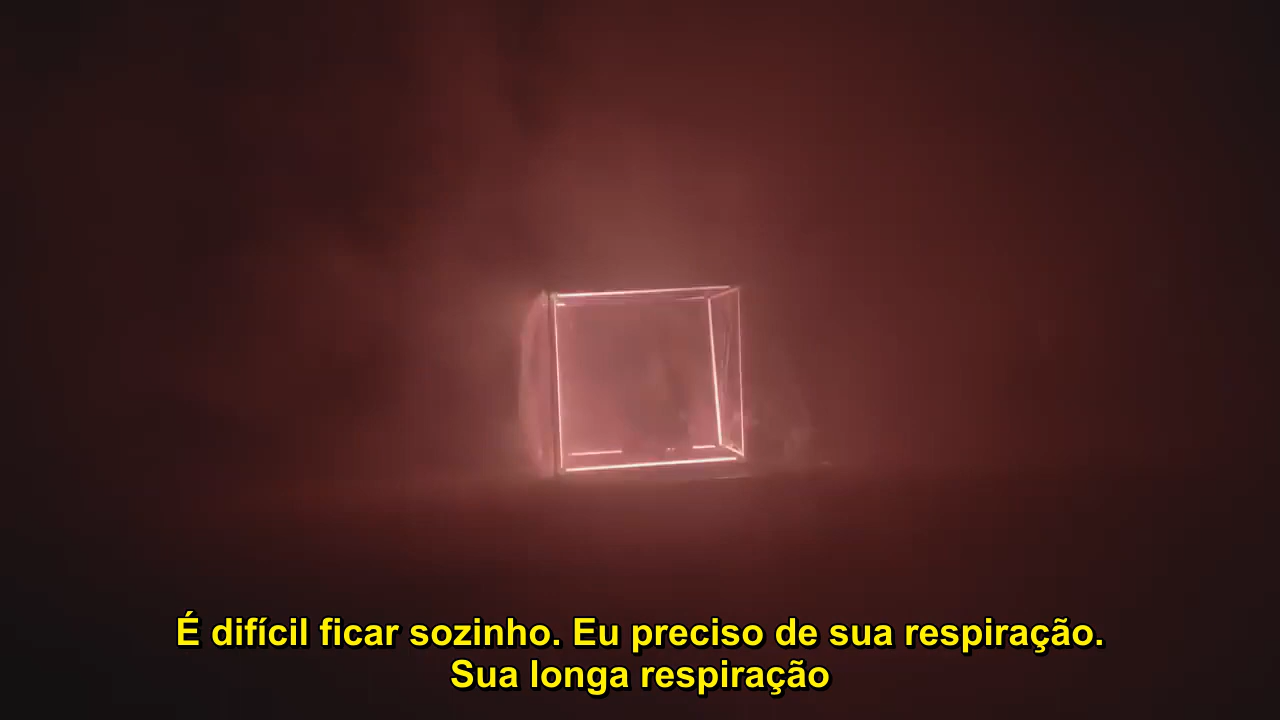 É difícil ficar sozinho. Eu preciso de sua respiração.
Sua longa respiração